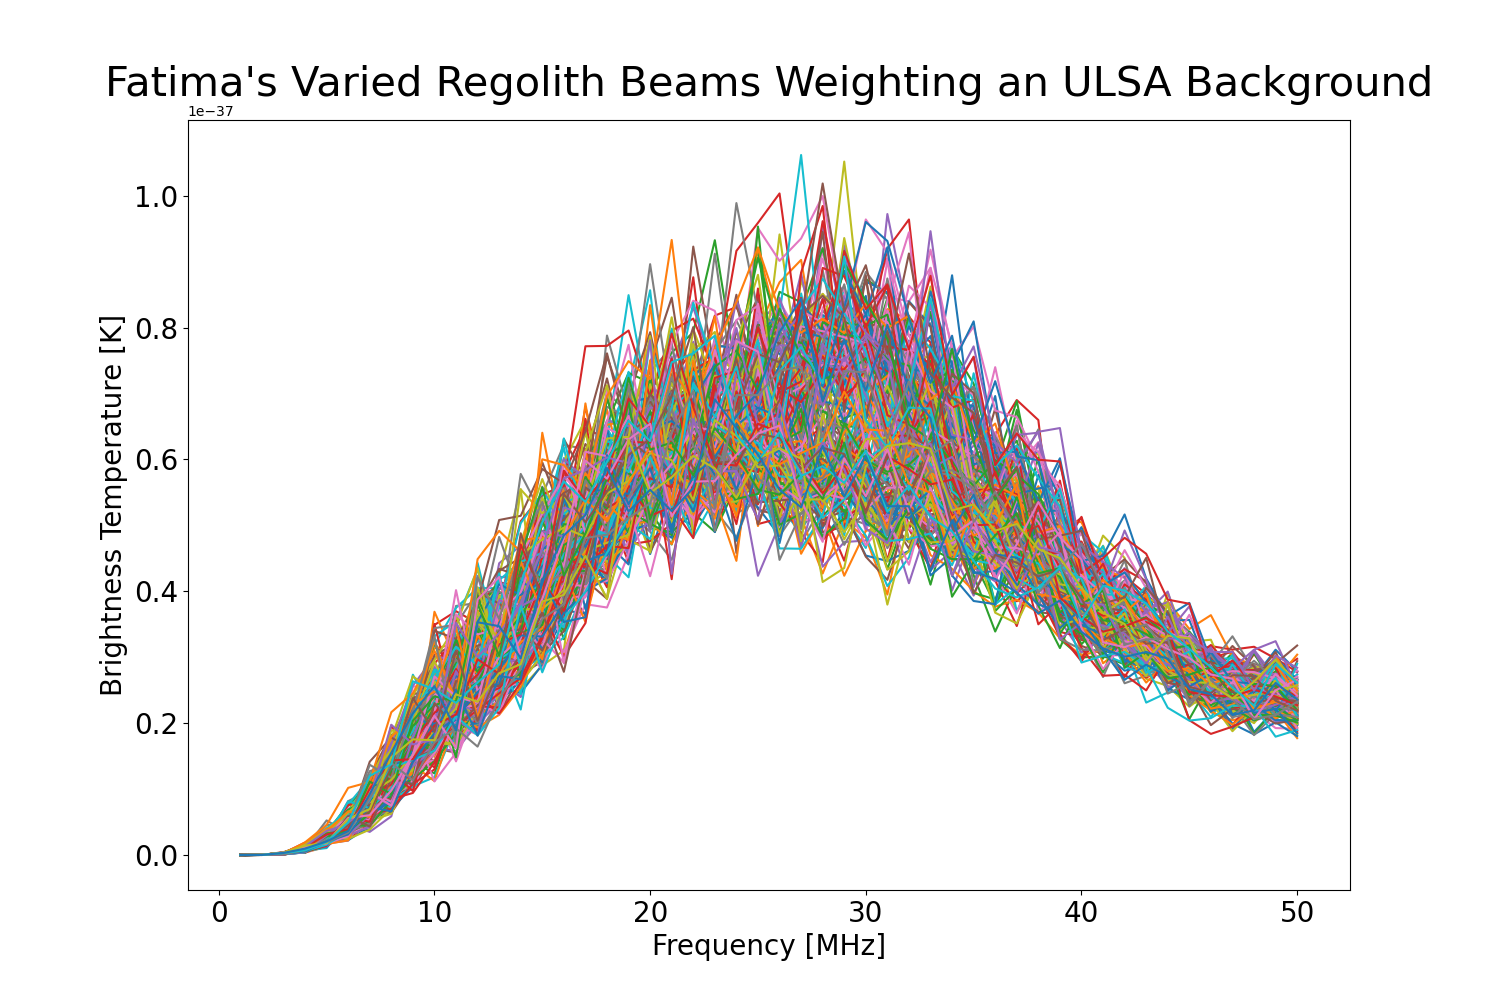 Fatima's Varied Regolith Beams Weighting an ULSA Background
1e−37
1.0
0.8
0.6
0.4
0.2
0.0
Brightness Temperature [K]
0 10 20 30 40 50
Frequency [MHz]